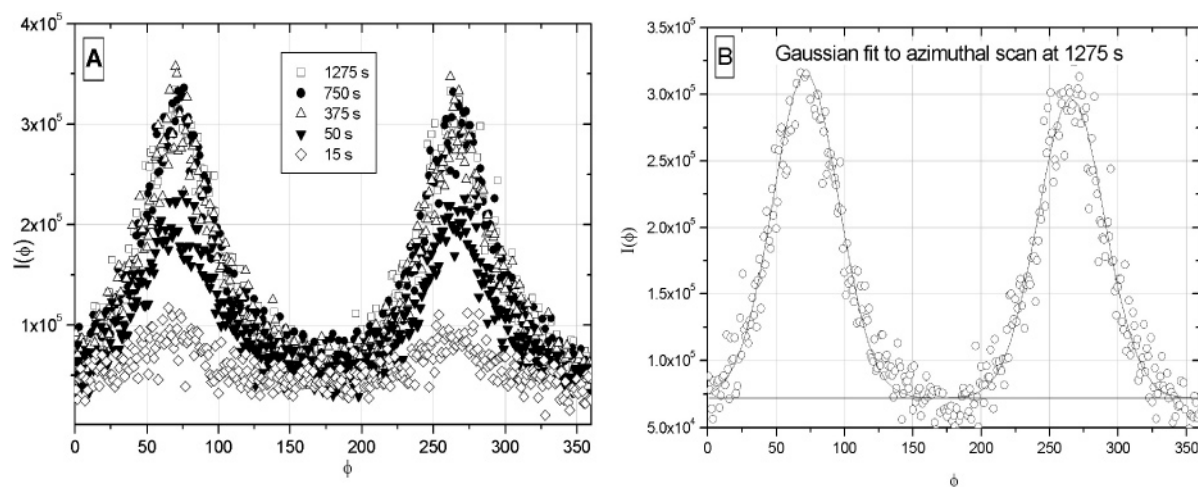 A
4x10⁵
3x10⁵
2x10⁵
1x10⁵
I(ϕ)
1275 s
750 s
375 s
50 s
15 s
0 50 100 150 200 250 300 350
ϕ
B
Gaussian fit to azimuthal scan at 1275 s
3.5x10⁵
3.0x10⁵
2.5x10⁵
2.0x10⁵
1.5x10⁵
1.0x10⁵
5.0x10⁴
I(ϕ)
0 50 100 150 200 250 300 350
ϕ